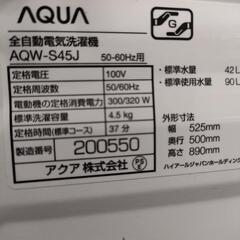 AQUA
全自動電気洗濯機
AQW-S45J 50-60Hz用
定格電圧 100V
定格周波数 50/60Hz
電動機の定格消費電力 300/320 W
標準洗濯容量 4.5 kg
標準コース時間 37 分
製造番号 200550
アクア株式会社
PS
E
G
・標準水量 42L
・標準使用水量 90L
外形寸法
幅 525mm
奥行 500mm
高さ 890mm
ハイアールジャパンホールディング